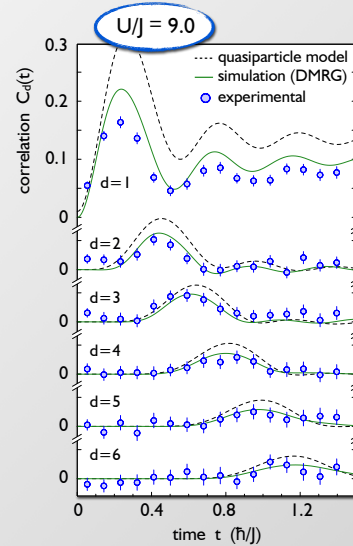 U/J = 9.0
0.3
0.2
0.1
0
correlation C_d(t)
quasiparticle model
simulation (DMRG)
experimental
d=1
d=2
0
d=3
0
d=4
0
d=5
0
d=6
0
0 0.4 0.8 1.2
time t (ħ/J)